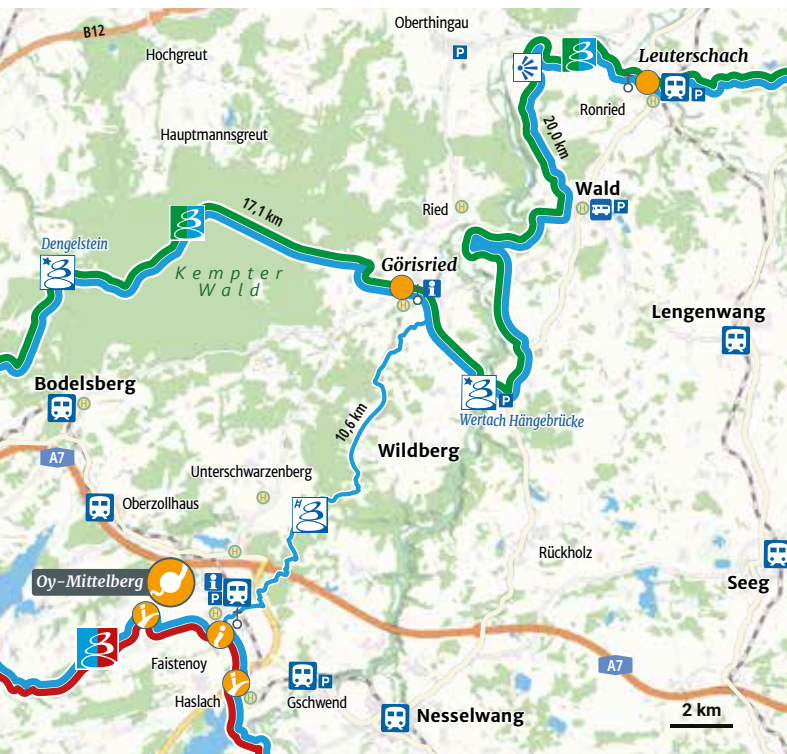 Oberthingau
B12
P
Hochgreut
Leuterschach
P
Ronried
H
Hauptmannsgreut
20,0 km
Wald
H
P
Ried
H
17,1 km
Dengelstein
Kempter
Wald
Görisried
i
H
Lengenwang
Bodelsberg
H
P
Wertach Hängebrücke
10,6 km
Wildberg
A7
Unterschwarzenberg
H
Oberzollhaus
H
H
Rückholz
Oy-Mittelberg
i
P
H
Seeg
i
Faistenoy
A7
Haslach
H
P
Gschwend
Nesselwang
2 km